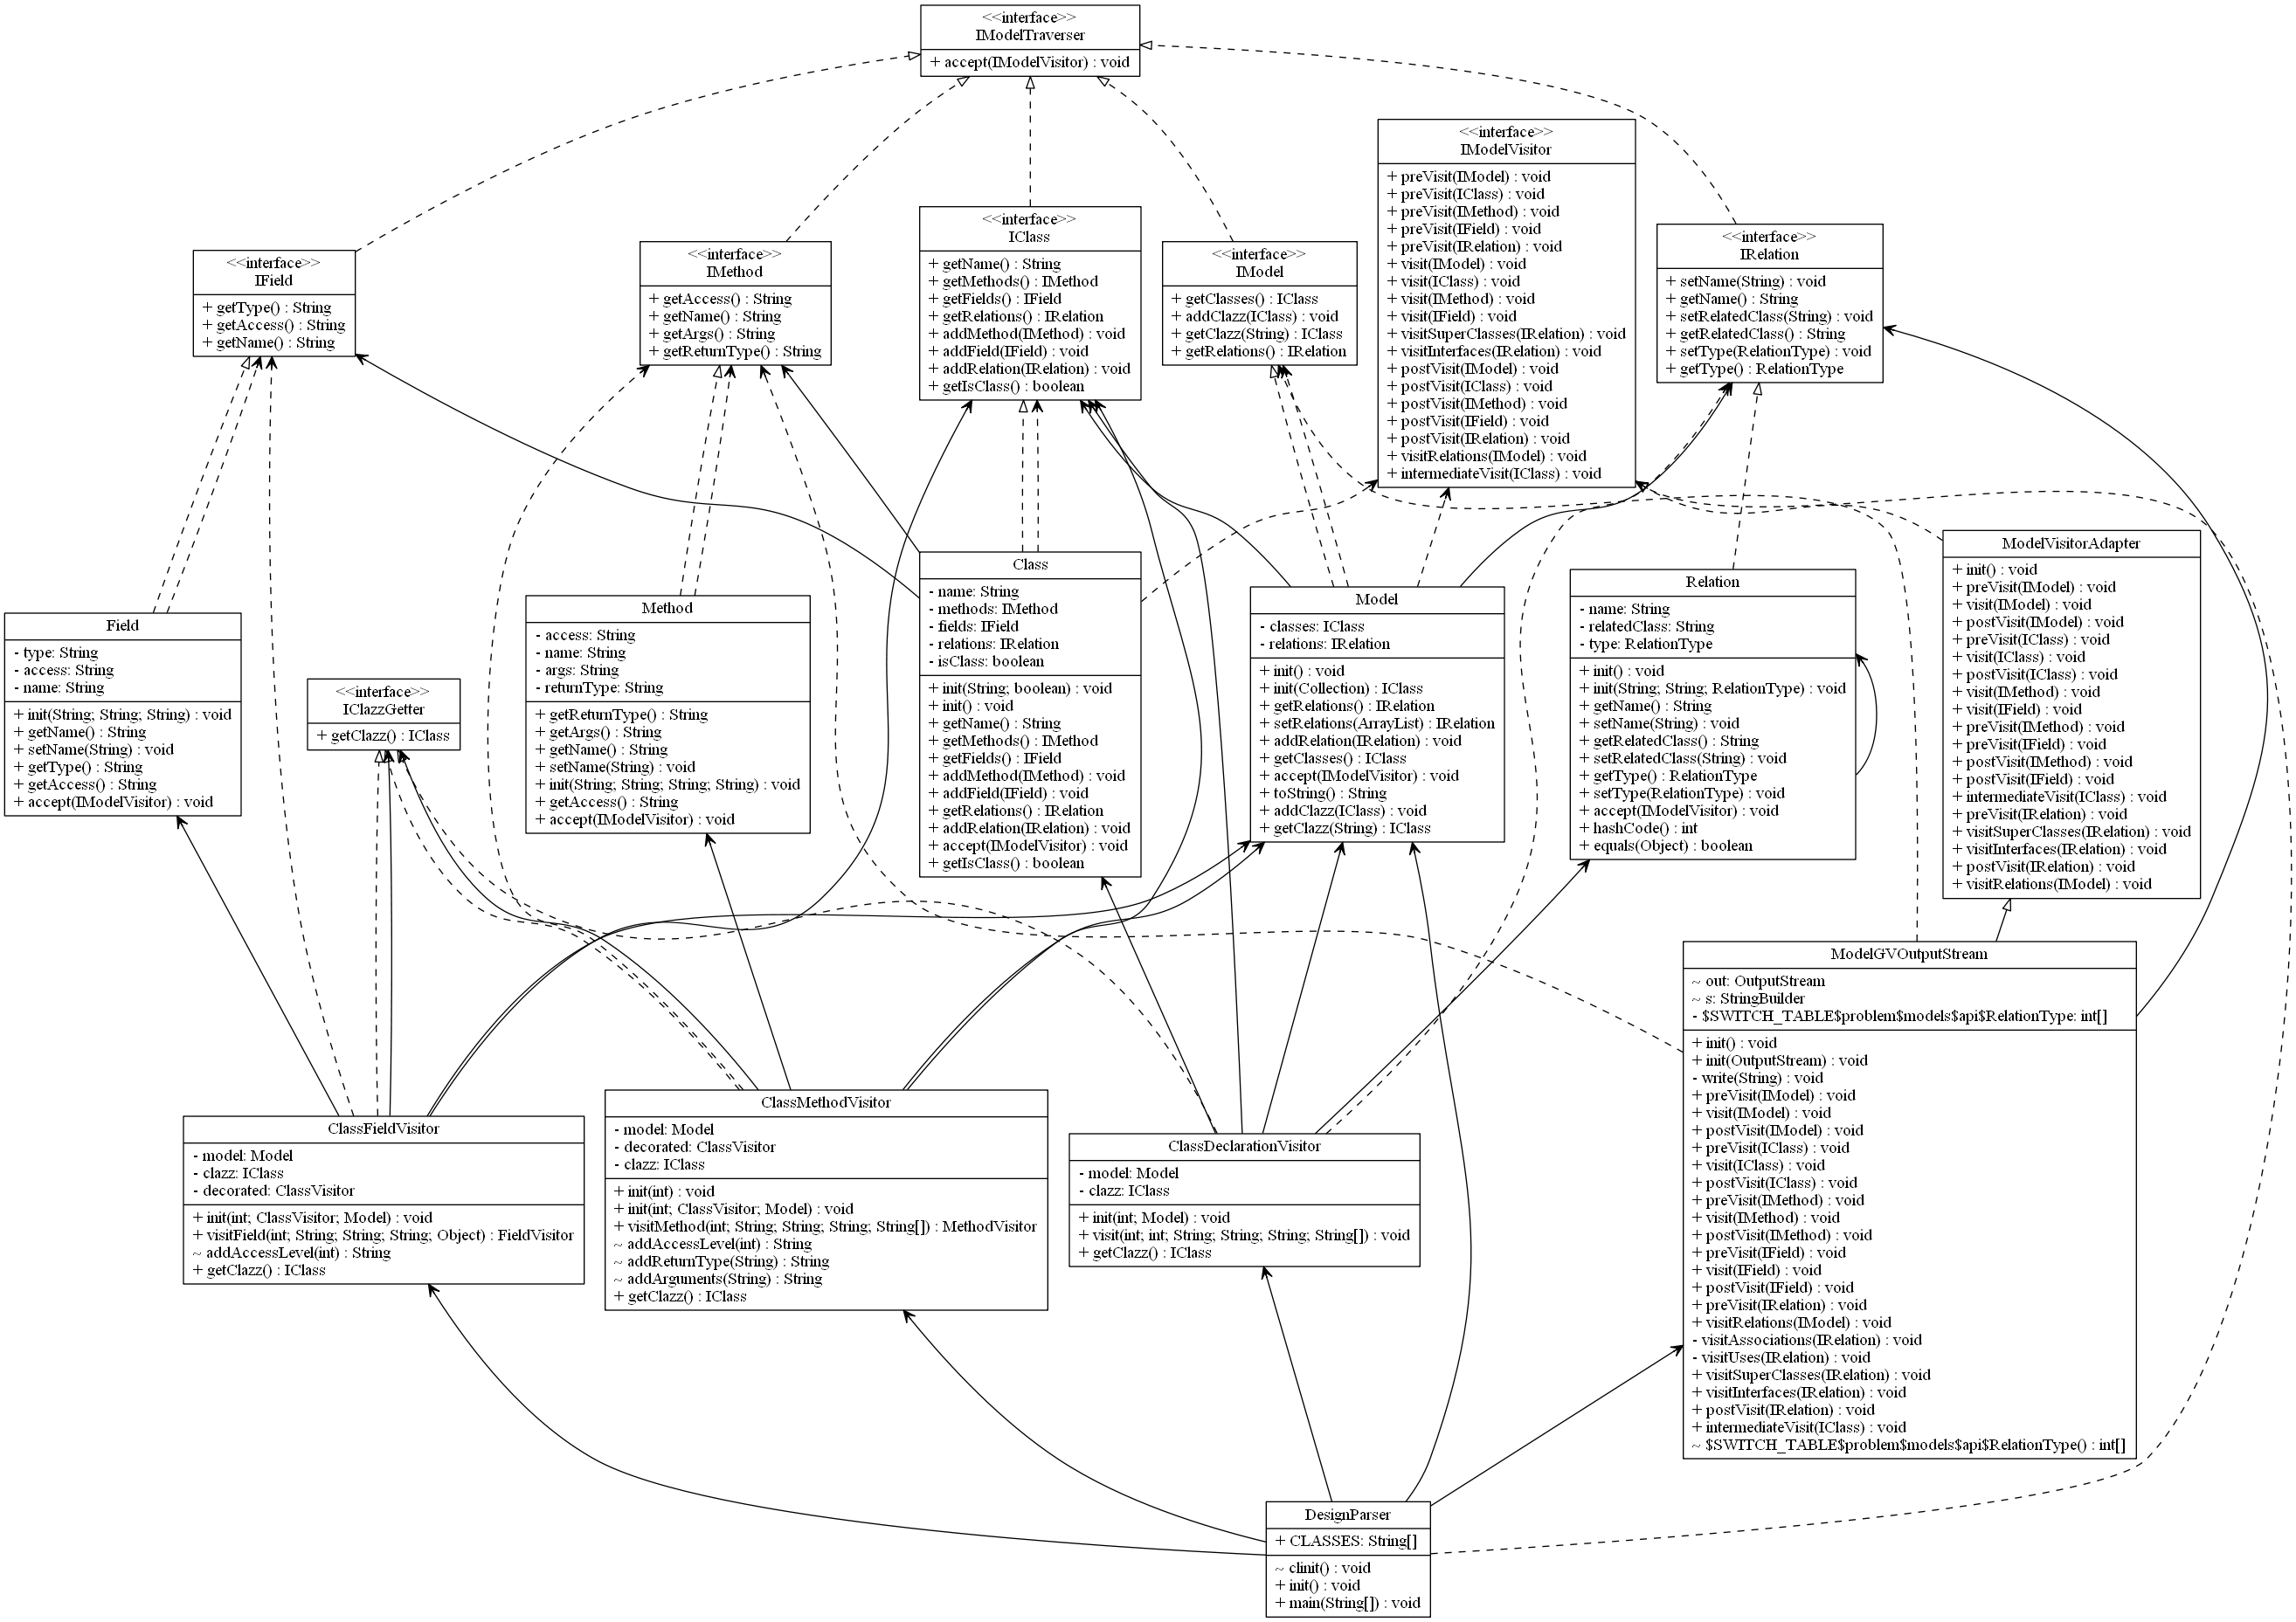 <<interface>>
IModelTraverser
+ accept(IModelVisitor) : void
<<interface>>
IModelVisitor
+ preVisit(IModel) : void
+ preVisit(IClass) : void
+ preVisit(IMethod) : void
+ preVisit(IField) : void
+ preVisit(IRelation) : void
+ visit(IModel) : void
+ visit(IClass) : void
+ visit(IMethod) : void
+ visit(IField) : void
+ visitSuperClasses(IRelation) : void
+ visitInterfaces(IRelation) : void
+ postVisit(IModel) : void
+ postVisit(IClass) : void
+ postVisit(IMethod) : void
+ postVisit(IField) : void
+ postVisit(IRelation) : void
+ visitRelations(IModel) : void
+ intermediateVisit(IClass) : void
<<interface>>
IField
+ getType() : String
+ getAccess() : String
+ getName() : String
<<interface>>
IMethod
+ getAccess() : String
+ getName() : String
+ getArgs() : String
+ getReturnType() : String
<<interface>>
IClass
+ getName() : String
+ getMethods() : IMethod
+ getFields() : IField
+ getRelations() : IRelation
+ addMethod(IMethod) : void
+ addField(IField) : void
+ addRelation(IRelation) : void
+ getIsClass() : boolean
<<interface>>
IModel
+ getClasses() : IClass
+ addClazz(IClass) : void
+ getClazz(String) : IClass
+ getRelations() : IRelation
<<interface>>
IRelation
+ setName(String) : void
+ getName() : String
+ setRelatedClass(String) : void
+ getRelatedClass() : String
+ setType(RelationType) : void
+ getType() : RelationType
Field
- type: String
- access: String
- name: String
+ init(String; String; String) : void
+ getName() : String
+ setName(String) : void
+ getType() : String
+ getAccess() : String
+ accept(IModelVisitor) : void
<<interface>>
IClazzGetter
+ getClazz() : IClass
Method
- access: String
- name: String
- args: String
- returnType: String
+ getReturnType() : String
+ getArgs() : String
+ getName() : String
+ setName(String) : void
+ init(String; String; String; String) : void
+ getAccess() : String
+ accept(IModelVisitor) : void
Class
- name: String
- methods: IMethod
- fields: IField
- relations: IRelation
- isClass: boolean
+ init(String; boolean) : void
+ init() : void
+ getName() : String
+ getMethods() : IMethod
+ getFields() : IField
+ addMethod(IMethod) : void
+ addField(IField) : void
+ getRelations() : IRelation
+ addRelation(IRelation) : void
+ accept(IModelVisitor) : void
+ getIsClass() : boolean
Model
- classes: IClass
- relations: IRelation
+ init() : void
+ init(Collection) : IClass
+ getRelations() : IRelation
+ setRelations(ArrayList) : IRelation
+ addRelation(IRelation) : void
+ getClasses() : IClass
+ accept(IModelVisitor) : void
+ toString() : String
+ addClazz(IClass) : void
+ getClazz(String) : IClass
Relation
- name: String
- relatedClass: String
- type: RelationType
+ init() : void
+ init(String; String; RelationType) : void
+ getName() : String
+ setName(String) : void
+ getRelatedClass() : String
+ setRelatedClass(String) : void
+ getType() : RelationType
+ setType(RelationType) : void
+ accept(IModelVisitor) : void
+ hashCode() : int
+ equals(Object) : boolean
ModelVisitorAdapter
+ init() : void
+ preVisit(IModel) : void
+ visit(IModel) : void
+ postVisit(IModel) : void
+ preVisit(IClass) : void
+ visit(IClass) : void
+ postVisit(IClass) : void
+ visit(IMethod) : void
+ visit(IField) : void
+ preVisit(IMethod) : void
+ preVisit(IField) : void
+ postVisit(IMethod) : void
+ postVisit(IField) : void
+ intermediateVisit(IClass) : void
+ preVisit(IRelation) : void
+ visitSuperClasses(IRelation) : void
+ visitInterfaces(IRelation) : void
+ postVisit(IRelation) : void
+ visitRelations(IModel) : void
ClassFieldVisitor
- model: Model
- clazz: IClass
- decorated: ClassVisitor
+ init(int; ClassVisitor; Model) : void
+ visitField(int; String; String; String; Object) : FieldVisitor
~ addAccessLevel(int) : String
+ getClazz() : IClass
ClassMethodVisitor
- model: Model
- decorated: ClassVisitor
- clazz: IClass
+ init(int) : void
+ init(int; ClassVisitor; Model) : void
+ visitMethod(int; String; String; String; String[]) : MethodVisitor
~ addAccessLevel(int) : String
~ addReturnType(String) : String
~ addArguments(String) : String
+ getClazz() : IClass
ClassDeclarationVisitor
- model: Model
- clazz: IClass
+ init(int; Model) : void
+ visit(int; int; String; String; String; String[]) : void
+ getClazz() : IClass
ModelGVOutputStream
~ out: OutputStream
~ s: StringBuilder
- $SWITCH_TABLE$problem$models$api$RelationType: int[]
+ init() : void
+ init(OutputStream) : void
- write(String) : void
+ preVisit(IModel) : void
+ visit(IModel) : void
+ postVisit(IModel) : void
+ preVisit(IClass) : void
+ visit(IClass) : void
+ postVisit(IClass) : void
+ preVisit(IMethod) : void
+ visit(IMethod) : void
+ postVisit(IMethod) : void
+ preVisit(IField) : void
+ visit(IField) : void
+ postVisit(IField) : void
+ preVisit(IRelation) : void
+ visitRelations(IModel) : void
- visitAssociations(IRelation) : void
- visitUses(IRelation) : void
+ visitSuperClasses(IRelation) : void
+ visitInterfaces(IRelation) : void
+ postVisit(IRelation) : void
+ intermediateVisit(IClass) : void
~ $SWITCH_TABLE$problem$models$api$RelationType() : int[]
DesignParser
+ CLASSES: String[]
~ clinit() : void
+ init() : void
+ main(String[]) : void